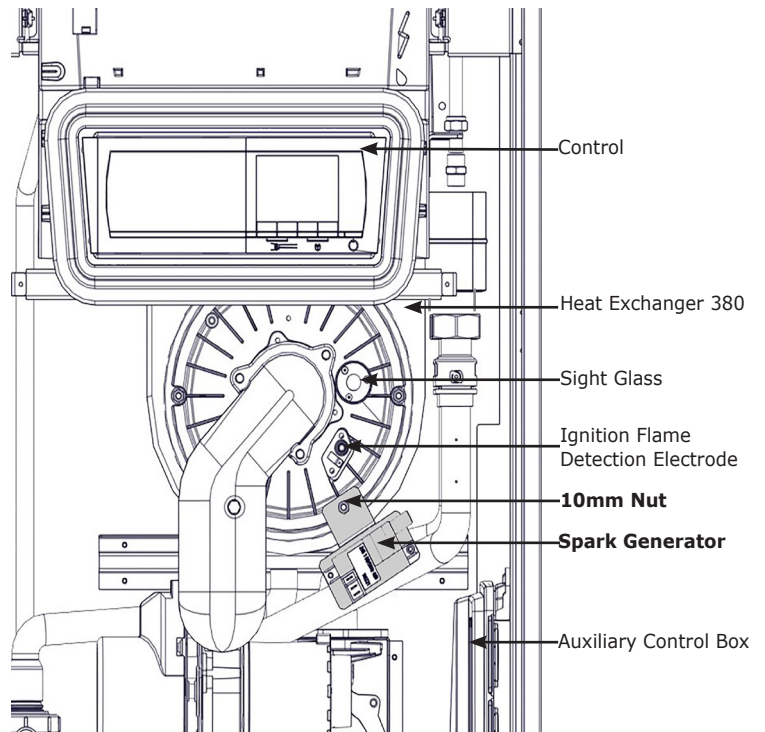 Control
Heat Exchanger 380
Sight Glass
Ignition Flame
Detection Electrode
10mm Nut
Spark Generator
Auxiliary Control Box